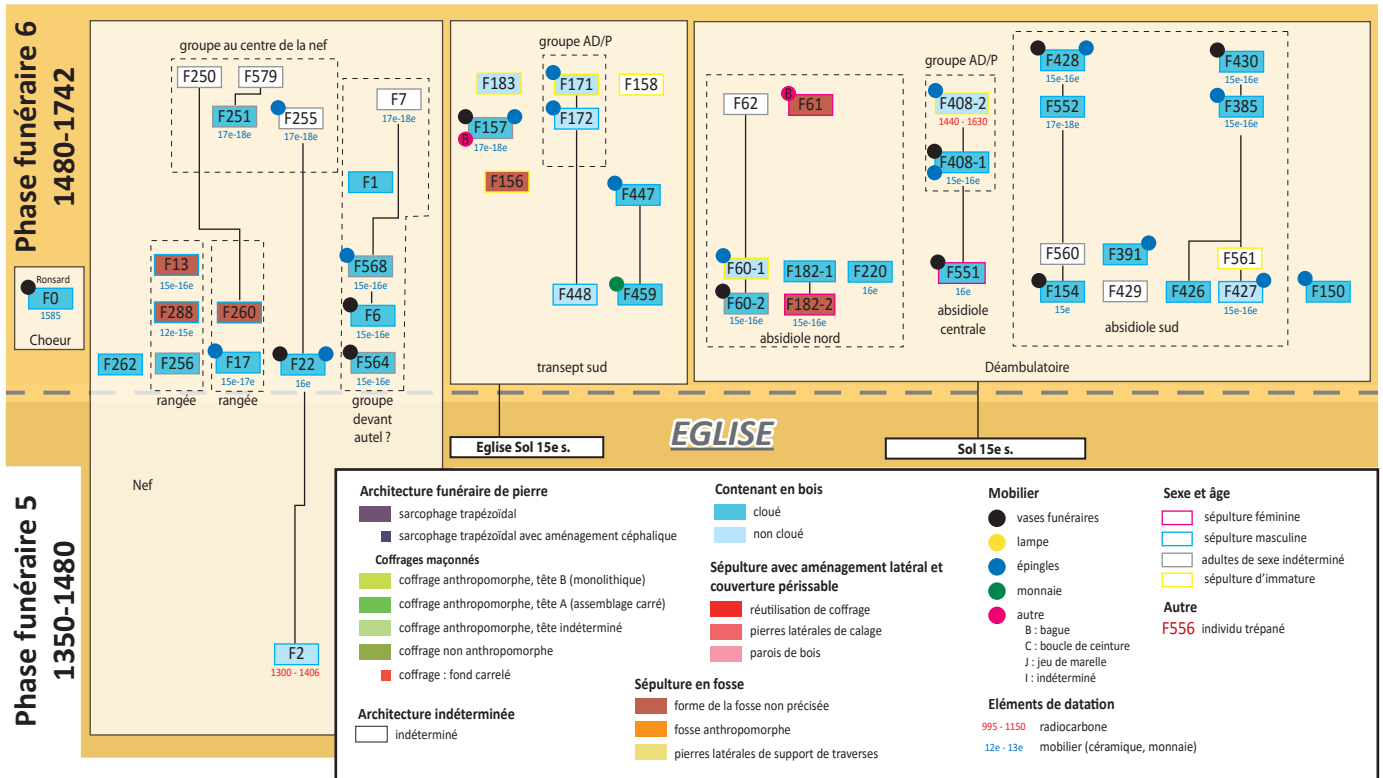 Phase funéraire 6
1480-1742
Phase funéraire 5
1350-1480
Ronsard
F0
1585
Choeur
groupe au centre de la nef
F250
F579
F251
17e-18e
F255
17e-18e
F7
17e-18e
F1
F13
15e-16e
F568
15e-16e
F288
12e-15e
F260
F6
15e-16e
F262
F256
F17
15e-17e
F22
16e
F564
15e-16e
rangée
rangée
groupe
devant
autel ?
Nef
F2
1300 - 1406
groupe AD/P
F183
F171
F158
F157
B
17e-18e
F172
F156
F447
F448
F459
transept sud
Eglise Sol 15e s.
EGLISE
F62
B
F61
F60-1
F60-2
15e-16e
F182-1
F182-2
15e-16e
F220
16e
absidiole nord
groupe AD/P
F408-2
1440 - 1630
F408-1
15e-16e
F551
16e
absidiole
centrale
F428
15e-16e
F552
17e-18e
F430
15e-16e
F385
15e-16e
F560
F391
F561
F154
15e
F429
F426
F427
15e-16e
F150
absidiole sud
Déambulatoire
Sol 15e s.
Architecture funéraire de pierre
sarcophage trapézoïdal
sarcophage trapézoïdal avec aménagement céphalique
Coffrages maçonnés
coffrage anthropomorphe, tête B (monolithique)
coffrage anthropomorphe, tête A (assemblage carré)
coffrage anthropomorphe, tête indéterminé
coffrage non anthropomorphe
coffrage : fond carrelé
Architecture indéterminée
indéterminé
Contenant en bois
cloué
non cloué
Sépulture avec aménagement latéral et
couverture périssable
réutilisation de coffrage
pierres latérales de calage
parois de bois
Sépulture en fosse
forme de la fosse non précisée
fosse anthropomorphe
pierres latérales de support de traverses
Mobilier
vases funéraires
lampe
épingles
monnaie
autre
B : bague
C : boucle de ceinture
J : jeu de marelle
I : indéterminé
Eléments de datation
995 - 1150 radiocarbone
12e - 13e mobilier (céramique, monnaie)
Sexe et âge
sépulture féminine
sépulture masculine
adultes de sexe indéterminé
sépulture d'immature
Autre
F556 individu trépané